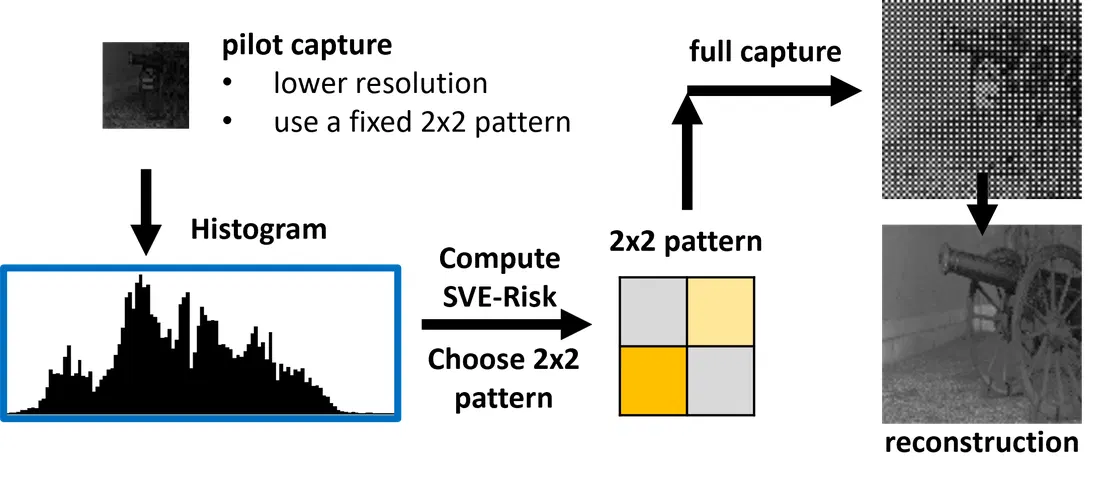 pilot capture
• lower resolution
• use a fixed 2x2 pattern
full capture
Histogram
Compute
SVE-Risk
Choose 2x2
pattern
2x2 pattern
reconstruction